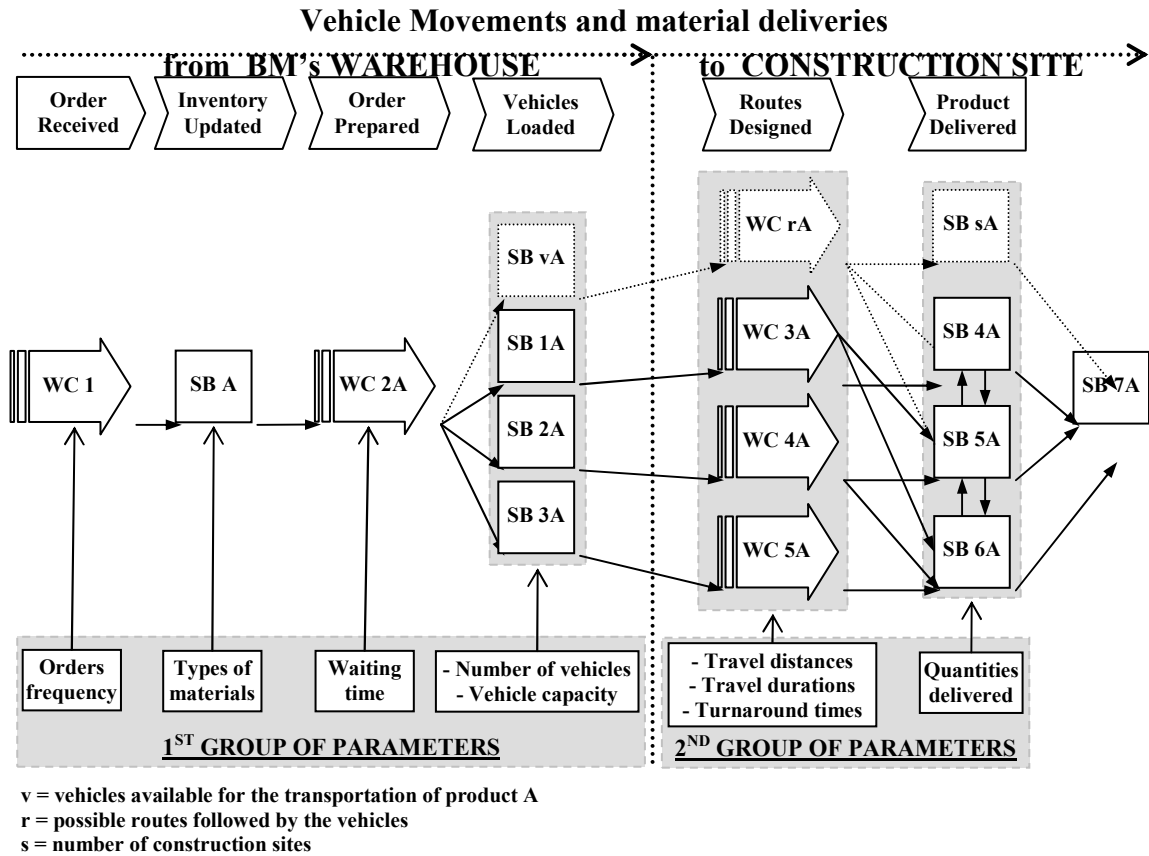 Vehicle Movements and material deliveries
from BM's WAREHOUSE
to CONSTRUCTION SITE
Order
Received
Inventory
Updated
Order
Prepared
Vehicles
Loaded
Routes
Designed
Product
Delivered
WC 1
SB A
WC 2A
SB vA
SB 1A
SB 2A
SB 3A
WC rA
WC 3A
WC 4A
WC 5A
SB sA
SB 4A
SB 5A
SB 6A
SB 7A
Orders
frequency
Types of
materials
Waiting
time
- Number of vehicles
- Vehicle capacity
- Travel distances
- Travel durations
- Turnaround times
Quantities
delivered
1ST GROUP OF PARAMETERS
2ND GROUP OF PARAMETERS
v = vehicles available for the transportation of product A
r = possible routes followed by the vehicles
s = number of construction sites